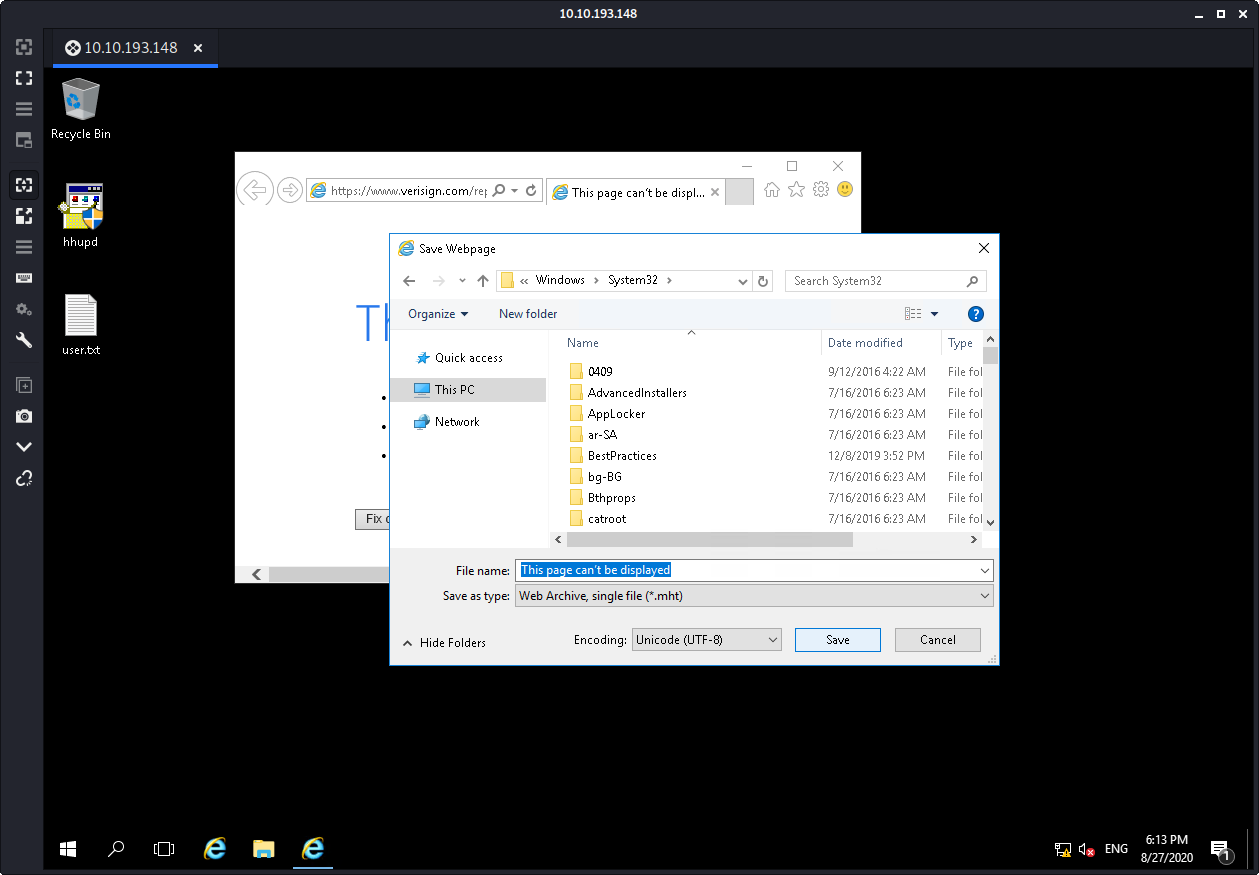 10.10.193.148
10.10.193.148
Recycle Bin
hhupd
user.txt
https://www.verisign.com/rep
This page can't be displ...
Save Webpage
« Windows > System32 >
Search System32
Organize
New folder
Quick access
This PC
Network
Name Date modified Type
0409 9/12/2016 4:22 AM File fol
AdvancedInstallers 7/16/2016 6:23 AM File fol
AppLocker 7/16/2016 6:23 AM File fol
ar-SA 7/16/2016 6:23 AM File fol
BestPractices 12/8/2019 3:52 PM File fol
bg-BG 7/16/2016 6:23 AM File fol
Bthprops 7/16/2016 6:23 AM File fol
catroot 7/16/2016 6:23 AM File fol
Fix c
File name: This page can't be displayed
Save as type: Web Archive, single file (*.mht)
Hide Folders
Encoding: Unicode (UTF-8)
Save
Cancel
ENG
6:13 PM
8/27/2020
1